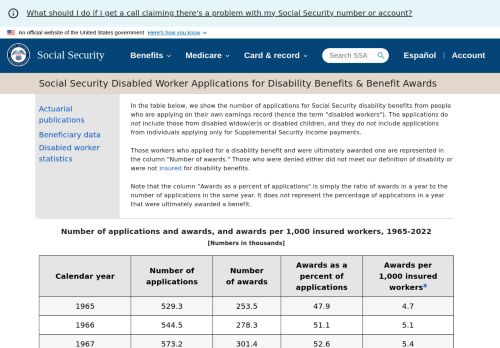 What should I do if I get a call claiming there's a problem with my Social Security number or account?
An official website of the United States government Here's how you know
Social Security Benefits Medicare Card & record Search SSA Español Account
Social Security Disabled Worker Applications for Disability Benefits & Benefit Awards
Actuarial
publications
Beneficiary data
Disabled worker
statistics
In the table below, we show the number of applications for Social Security disability benefits from people
who are applying on their own earnings record (hence the term "disabled workers"). The applications do
not include those from disabled widow(er)s or disabled children, and they do not include applications
from individuals applying only for Supplemental Security Income payments.
Those workers who applied for a disability benefit and were ultimately awarded one are represented in
the column "Number of awards." Those who were denied either did not meet our definition of disability or
were not insured for disability benefits.
Note that the column "Awards as a percent of applications" is simply the ratio of awards in a year to the
number of applications in the same year. It does not represent the percentage of applications in a year
that were ultimately awarded a benefit.
Number of applications and awards, and awards per 1,000 insured workers, 1965-2022
[Numbers in thousands]
Calendar year
Number of
applications
Number
of awards
Awards as a
percent of
applications
Awards per
1,000 insured
workers a
1965 529.3 253.5 47.9 4.7
1966 544.5 278.3 51.1 5.1
1967 573.2 301.4 52.6 5.4